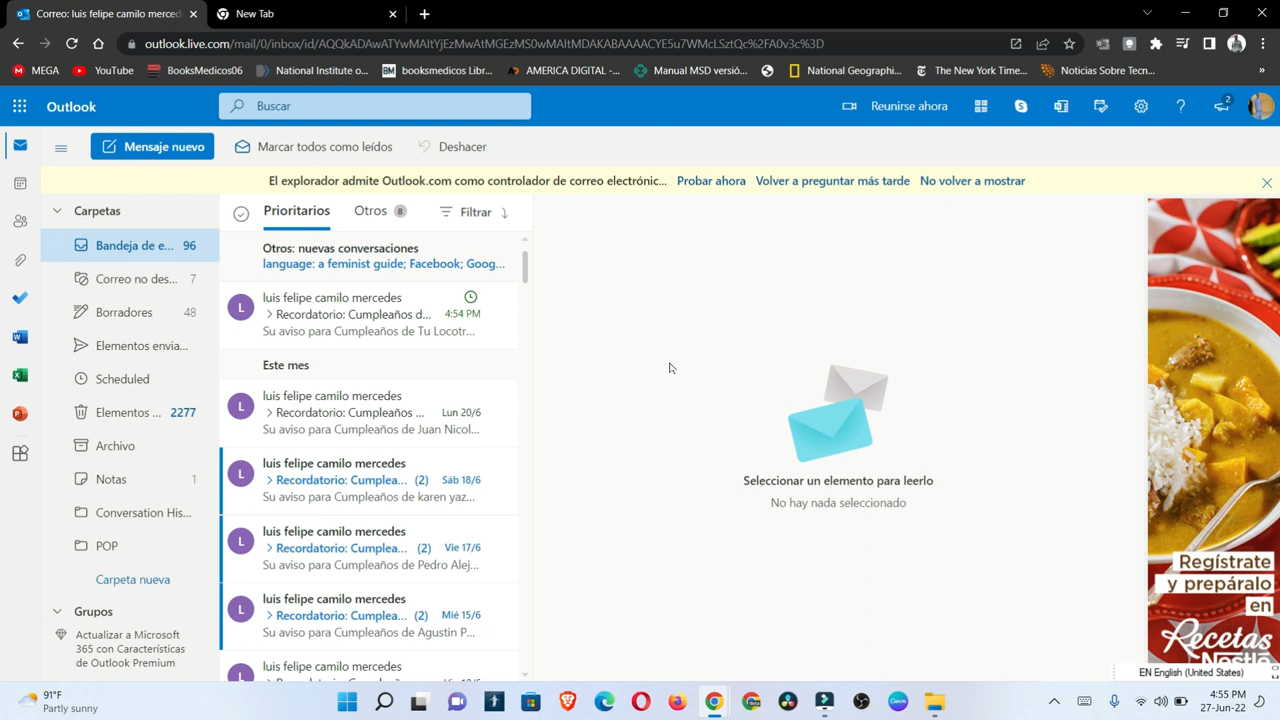 Correo: luis felipe camilo merced
New Tab
outlook.live.com/mail/0/inbox/id/AQQkADAwATYwMAItYjEzMwAtMGEzMS0wMAItMDAKABAAAACYE5u7WMcLSztQc%2FA0v3c%3D
MEGA
YouTube
BooksMedicos06
National Institute o...
booksmedicos Libr...
AMERICA DIGITAL -...
Manual MSD versió...
National Geographi...
The New York Time...
Noticias Sobre Tecn...
Outlook
Buscar
Reunirse ahora
2
Mensaje nuevo
Marcar todos como leídos
Deshacer
El explorador admite Outlook.com como controlador de correo electrónic...
Probar ahora
Volver a preguntar más tarde
No volver a mostrar
Carpetas
Bandeja de e... 96
Correo no des... 7
Borradores 48
Elementos envia...
Scheduled
Elementos ... 2277
Archivo
Notas 1
Conversation His...
POP
Carpeta nueva
Grupos
Actualizar a Microsoft
365 con Características
de Outlook Premium
Prioritarios
Otros 8
Filtrar
Otros: nuevas conversaciones
language: a feminist guide; Facebook; Goog...
L
luis felipe camilo mercedes
Recordatorio: Cumpleaños d... 4:54 PM
Su aviso para Cumpleaños de Tu Locotr...
Este mes
L
luis felipe camilo mercedes
Recordatorio: Cumpleaños ... Lun 20/6
Su aviso para Cumpleaños de Juan Nicol...
L
luis felipe camilo mercedes
Recordatorio: Cumplea... (2) Sáb 18/6
Su aviso para Cumpleaños de karen yaz...
L
luis felipe camilo mercedes
Recordatorio: Cumplea... (2) Vie 17/6
Su aviso para Cumpleaños de Pedro Alej...
L
luis felipe camilo mercedes
Recordatorio: Cumplea... (2) Mié 15/6
Su aviso para Cumpleaños de Agustin P...
luis felipe camilo mercedes
Seleccionar un elemento para leerlo
No hay nada seleccionado
Regístrate
y prepáralo
en
Recetas
Nestlé
EN English (United States)
91°F
Partly sunny
4:55 PM
27-Jun-22